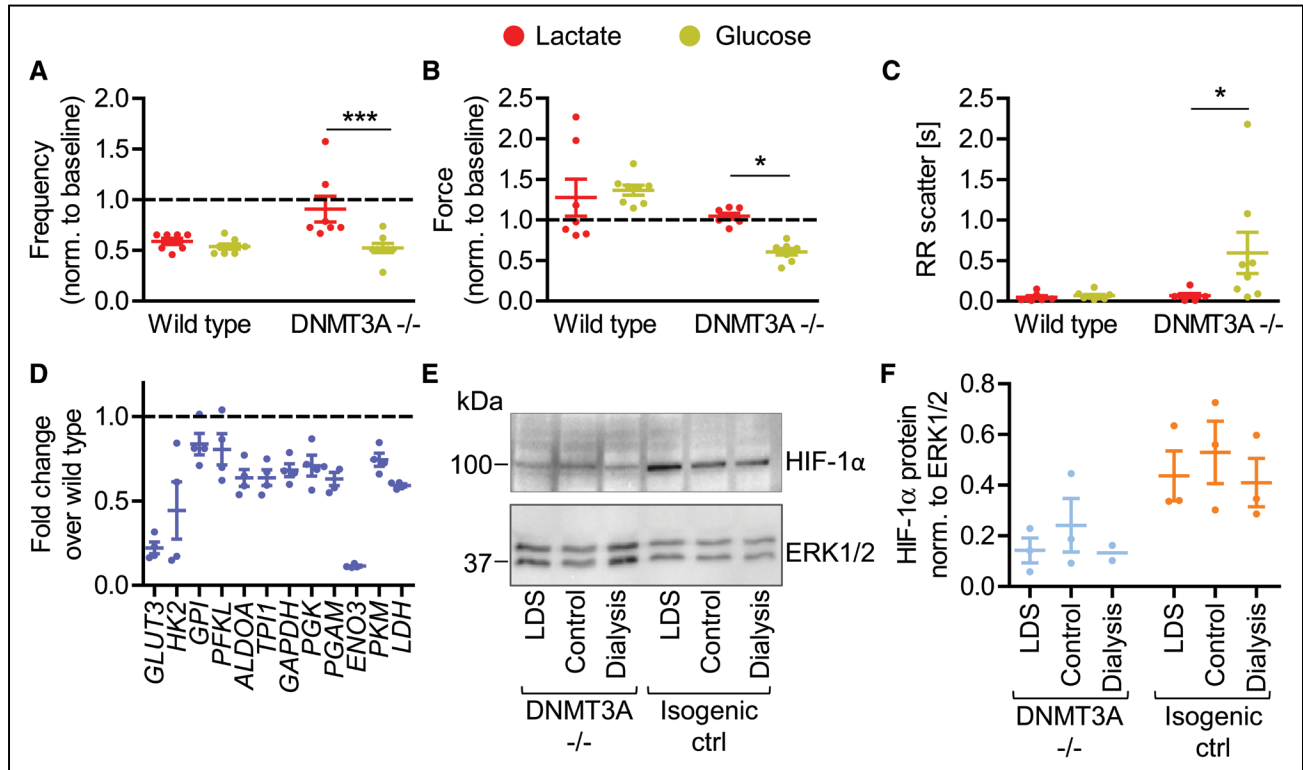 Lactate Glucose
A
2.0
1.5
1.0
0.5
0.0
Frequency
(norm. to baseline)
***
Wild type DNMT3A -/-
B
2.5
2.0
1.5
1.0
0.5
0.0
Force
(norm. to baseline)
*
Wild type DNMT3A -/-
C
2.5
2.0
1.5
1.0
0.5
0.0
RR scatter [s]
*
Wild type DNMT3A -/-
D
1.0
0.5
0.0
Fold change
over wild type
GLUT3
HK2
GPI
PFKL
ALDOA
TPI1
GAPDH
PGK
PGAM
ENO3
PKM
LDH
E
kDa
100
HIF-1α
37
ERK1/2
LDS
Control
Dialysis
LDS
Control
Dialysis
DNMT3A
-/-
Isogenic
ctrl
F
0.8
0.6
0.4
0.2
0.0
HIF-1α protein
norm. to ERK1/2
LDS
Control
Dialysis
LDS
Control
Dialysis
DNMT3A
-/-
Isogenic
ctrl